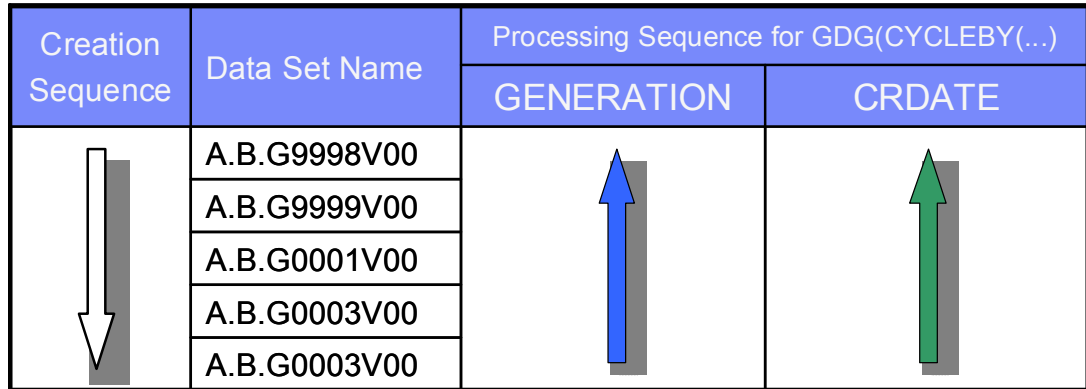 Creation
Sequence
Data Set Name
Processing Sequence for GDG(CYCLEBY(...)
GENERATION
CRDATE
A.B.G9998V00
A.B.G9999V00
A.B.G0001V00
A.B.G0003V00
A.B.G0003V00